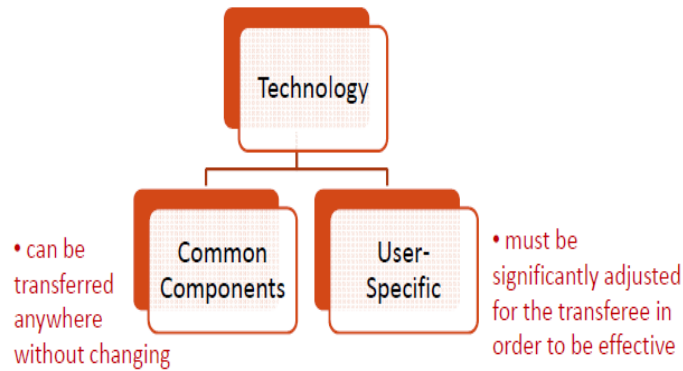 Technology
Common
Components
User-
Specific
• can be
transferred
anywhere
without changing
• must be
significantly adjusted
for the transferee in
order to be effective